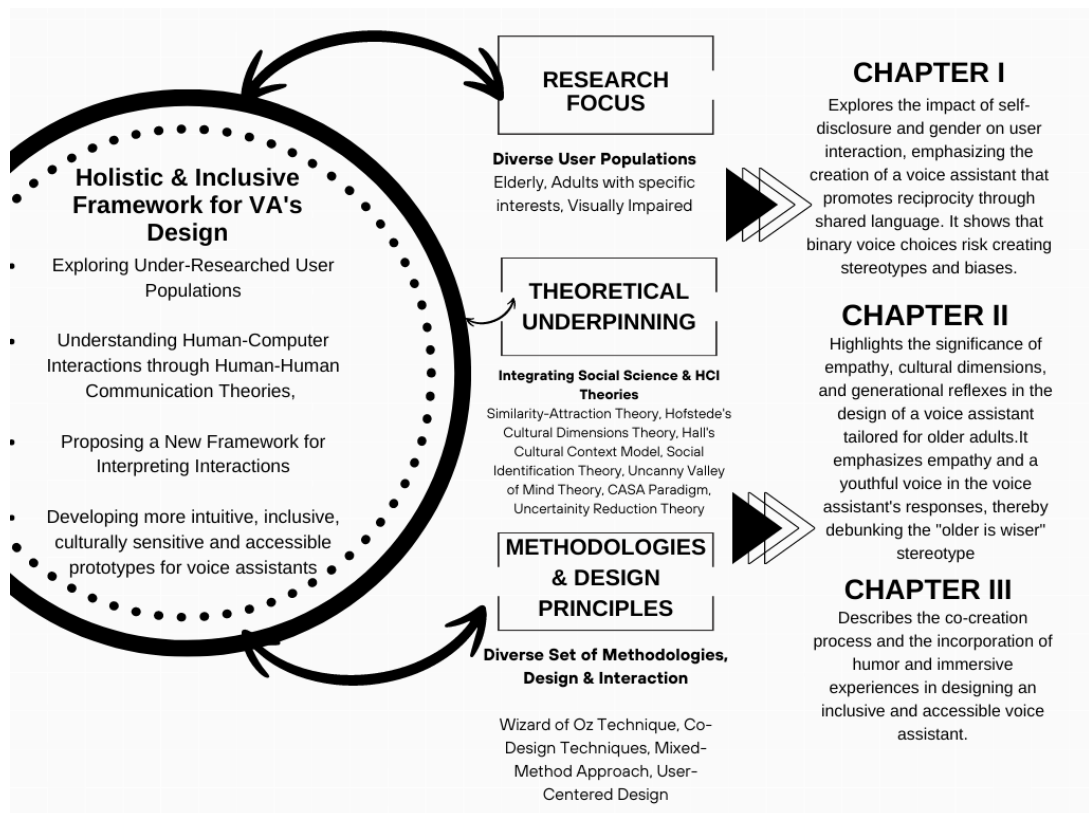 Holistic & Inclusive
Framework for VA's
Design
Exploring Under-Researched User
Populations
Understanding Human-Computer
Interactions through Human-Human
Communication Theories,
Proposing a New Framework for
Interpreting Interactions
Developing more intuitive, inclusive,
culturally sensitive and accessible
prototypes for voice assistants
RESEARCH
FOCUS
Diverse User Populations
Elderly, Adults with specific
interests, Visually Impaired
THEORETICAL
UNDERPINNING
Integrating Social Science & HCI
Theories
Similarity-Attraction Theory, Hofstede's
Cultural Dimensions Theory, Hall's
Cultural Context Model, Social
Identification Theory, Uncanny Valley
of Mind Theory, CASA Paradigm,
Uncertainity Reduction Theory
METHODOLOGIES
& DESIGN
PRINCIPLES
Diverse Set of Methodologies,
Design & Interaction
Wizard of Oz Technique, Co-
Design Techniques, Mixed-
Method Approach, User-
Centered Design
CHAPTER I
Explores the impact of self-
disclosure and gender on user
interaction, emphasizing the
creation of a voice assistant that
promotes reciprocity through
shared language. It shows that
binary voice choices risk creating
stereotypes and biases.
CHAPTER II
Highlights the significance of
empathy, cultural dimensions,
and generational reflexes in the
design of a voice assistant
tailored for older adults.It
emphasizes empathy and a
youthful voice in the voice
assistant's responses, thereby
debunking the "older is wiser"
stereotype
CHAPTER III
Describes the co-creation
process and the incorporation of
humor and immersive
experiences in designing an
inclusive and accessible voice
assistant.